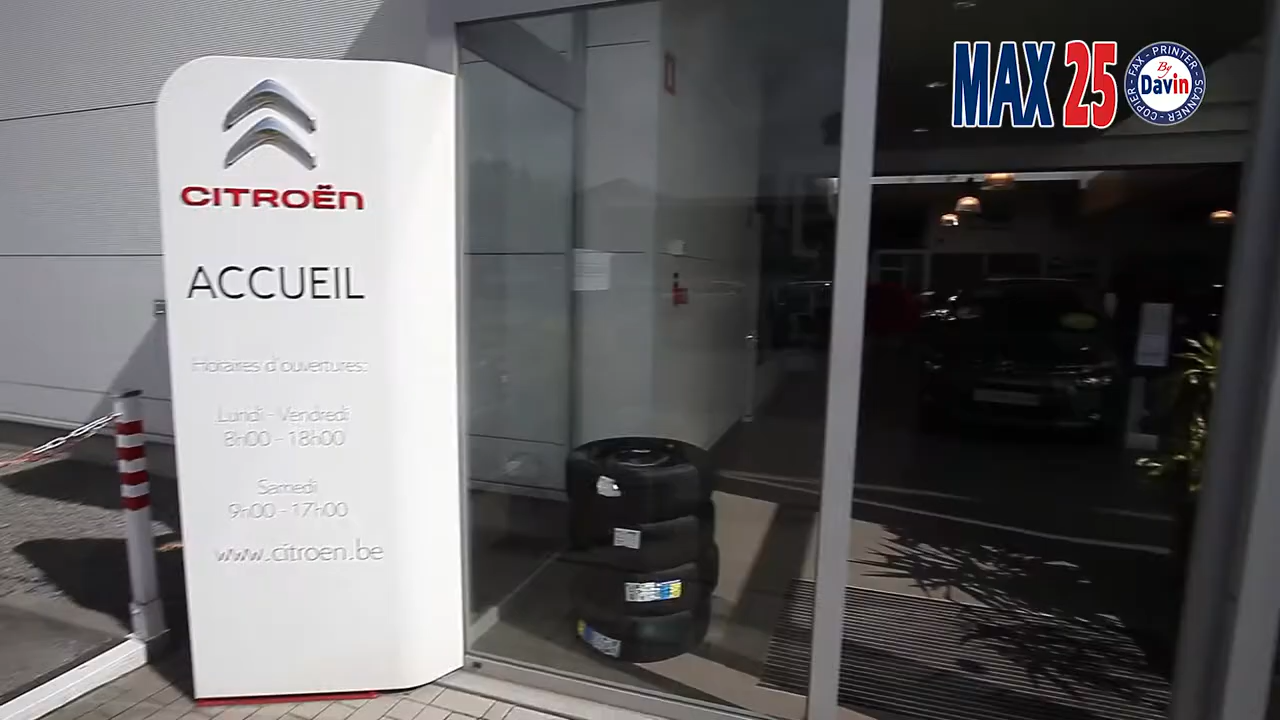 MAX 25
By
Davin
FAX - PRINTER - SCANNER - COPIER -
CITROËN
ACCUEIL
Horaires d'ouvertures:
Lundi - Vendredi
8h00 - 18h00
Samedi
9h00 - 17h00
www.citroen.be